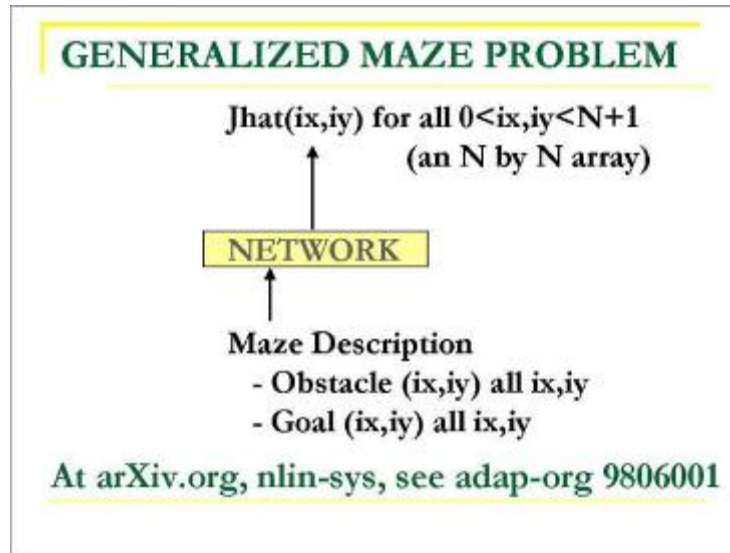 GENERALIZED MAZE PROBLEM
Jhat(ix,iy) for all 0<ix,iy<N+1
(an N by N array)
NETWORK
Maze Description
- Obstacle (ix,iy) all ix,iy
- Goal (ix,iy) all ix,iy
At arXiv.org, nlin-sys, see adap-org 9806001